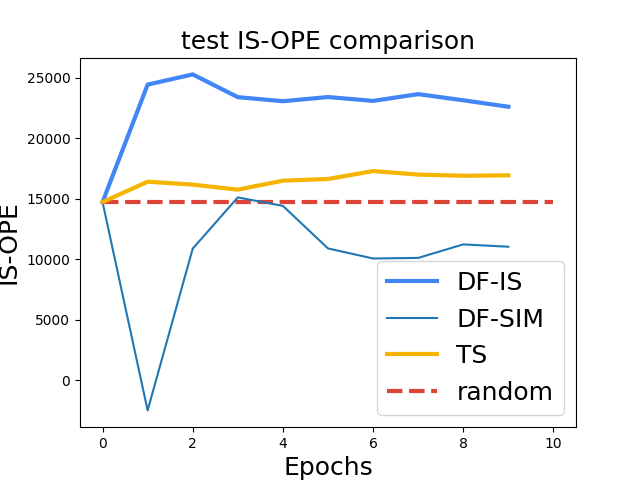 test IS-OPE comparison
IS-OPE
25000
20000
15000
10000
5000
0
0 2 4 6 8 10
Epochs
DF-IS
DF-SIM
TS
random